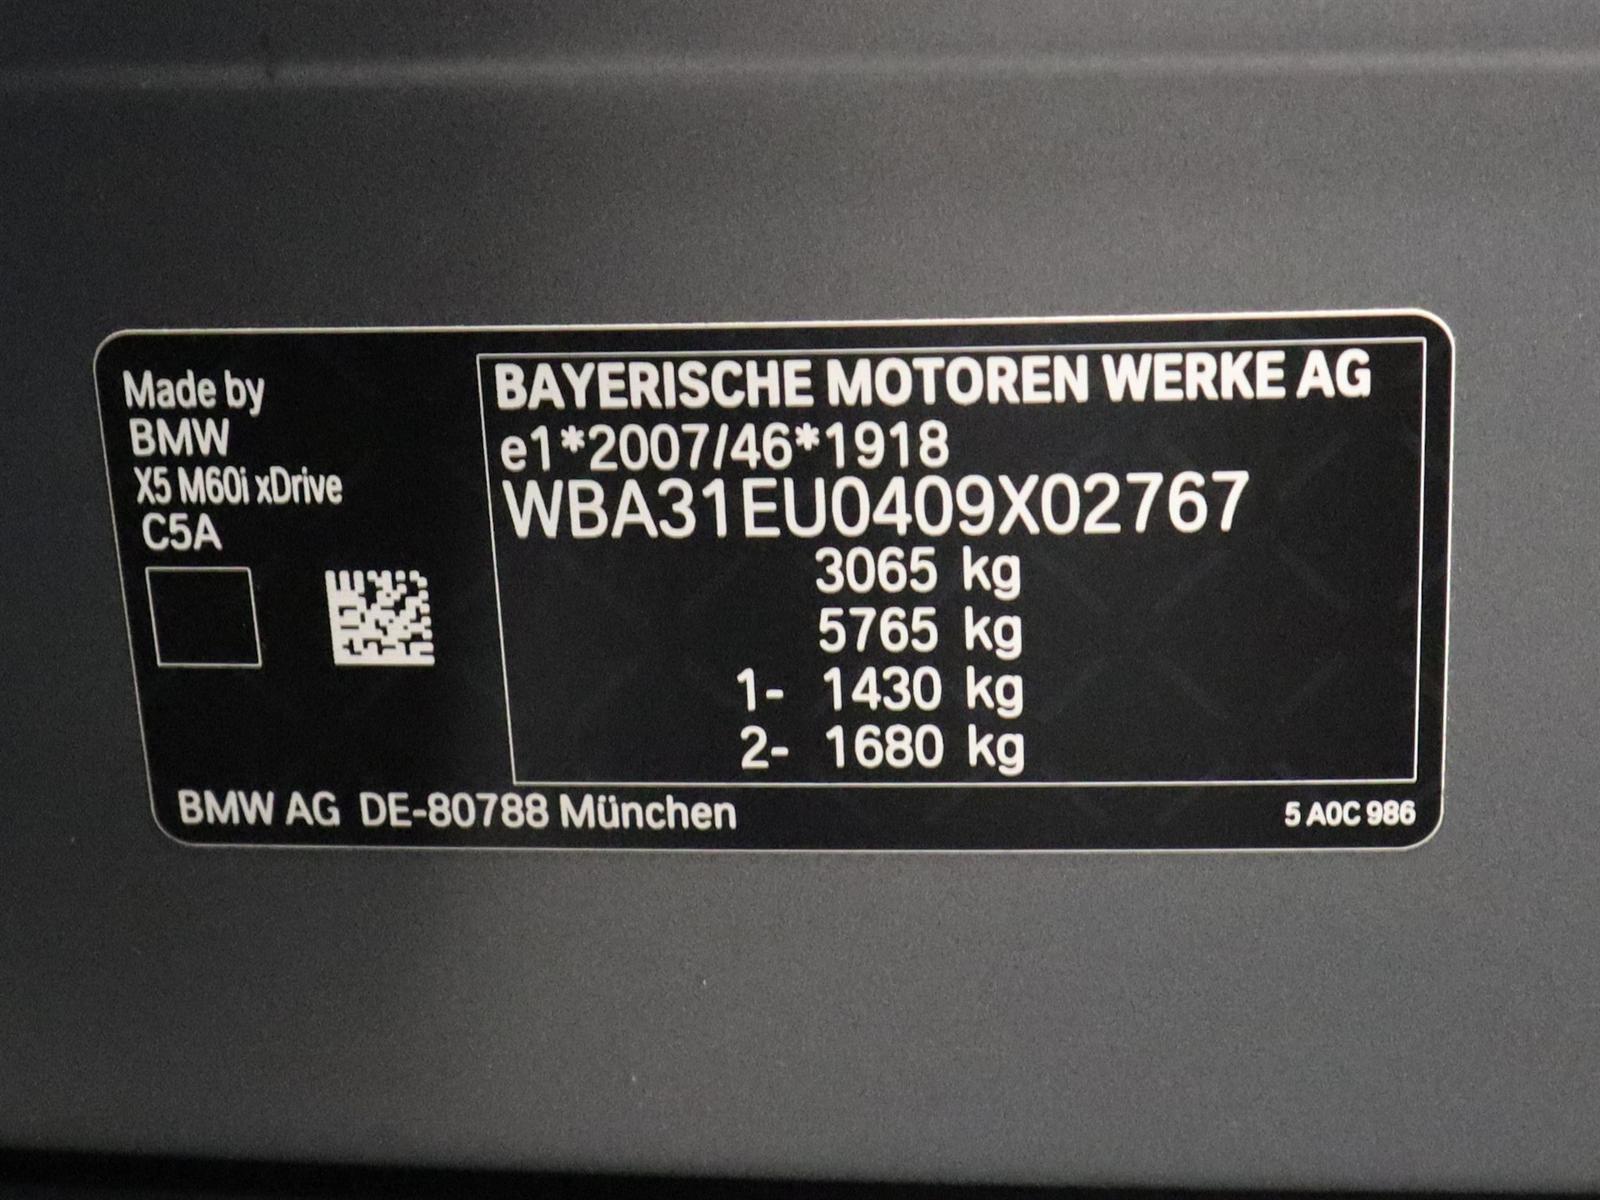 Made by
BMW
X5 M60i xDrive
C5A
BAYERISCHE MOTOREN WERKE AG
e1*2007/46*1918
WBA31EU0409X02767
3065 kg
5765 kg
1- 1430 kg
2- 1680 kg
BMW AG DE-80788 München
5 A0C 986